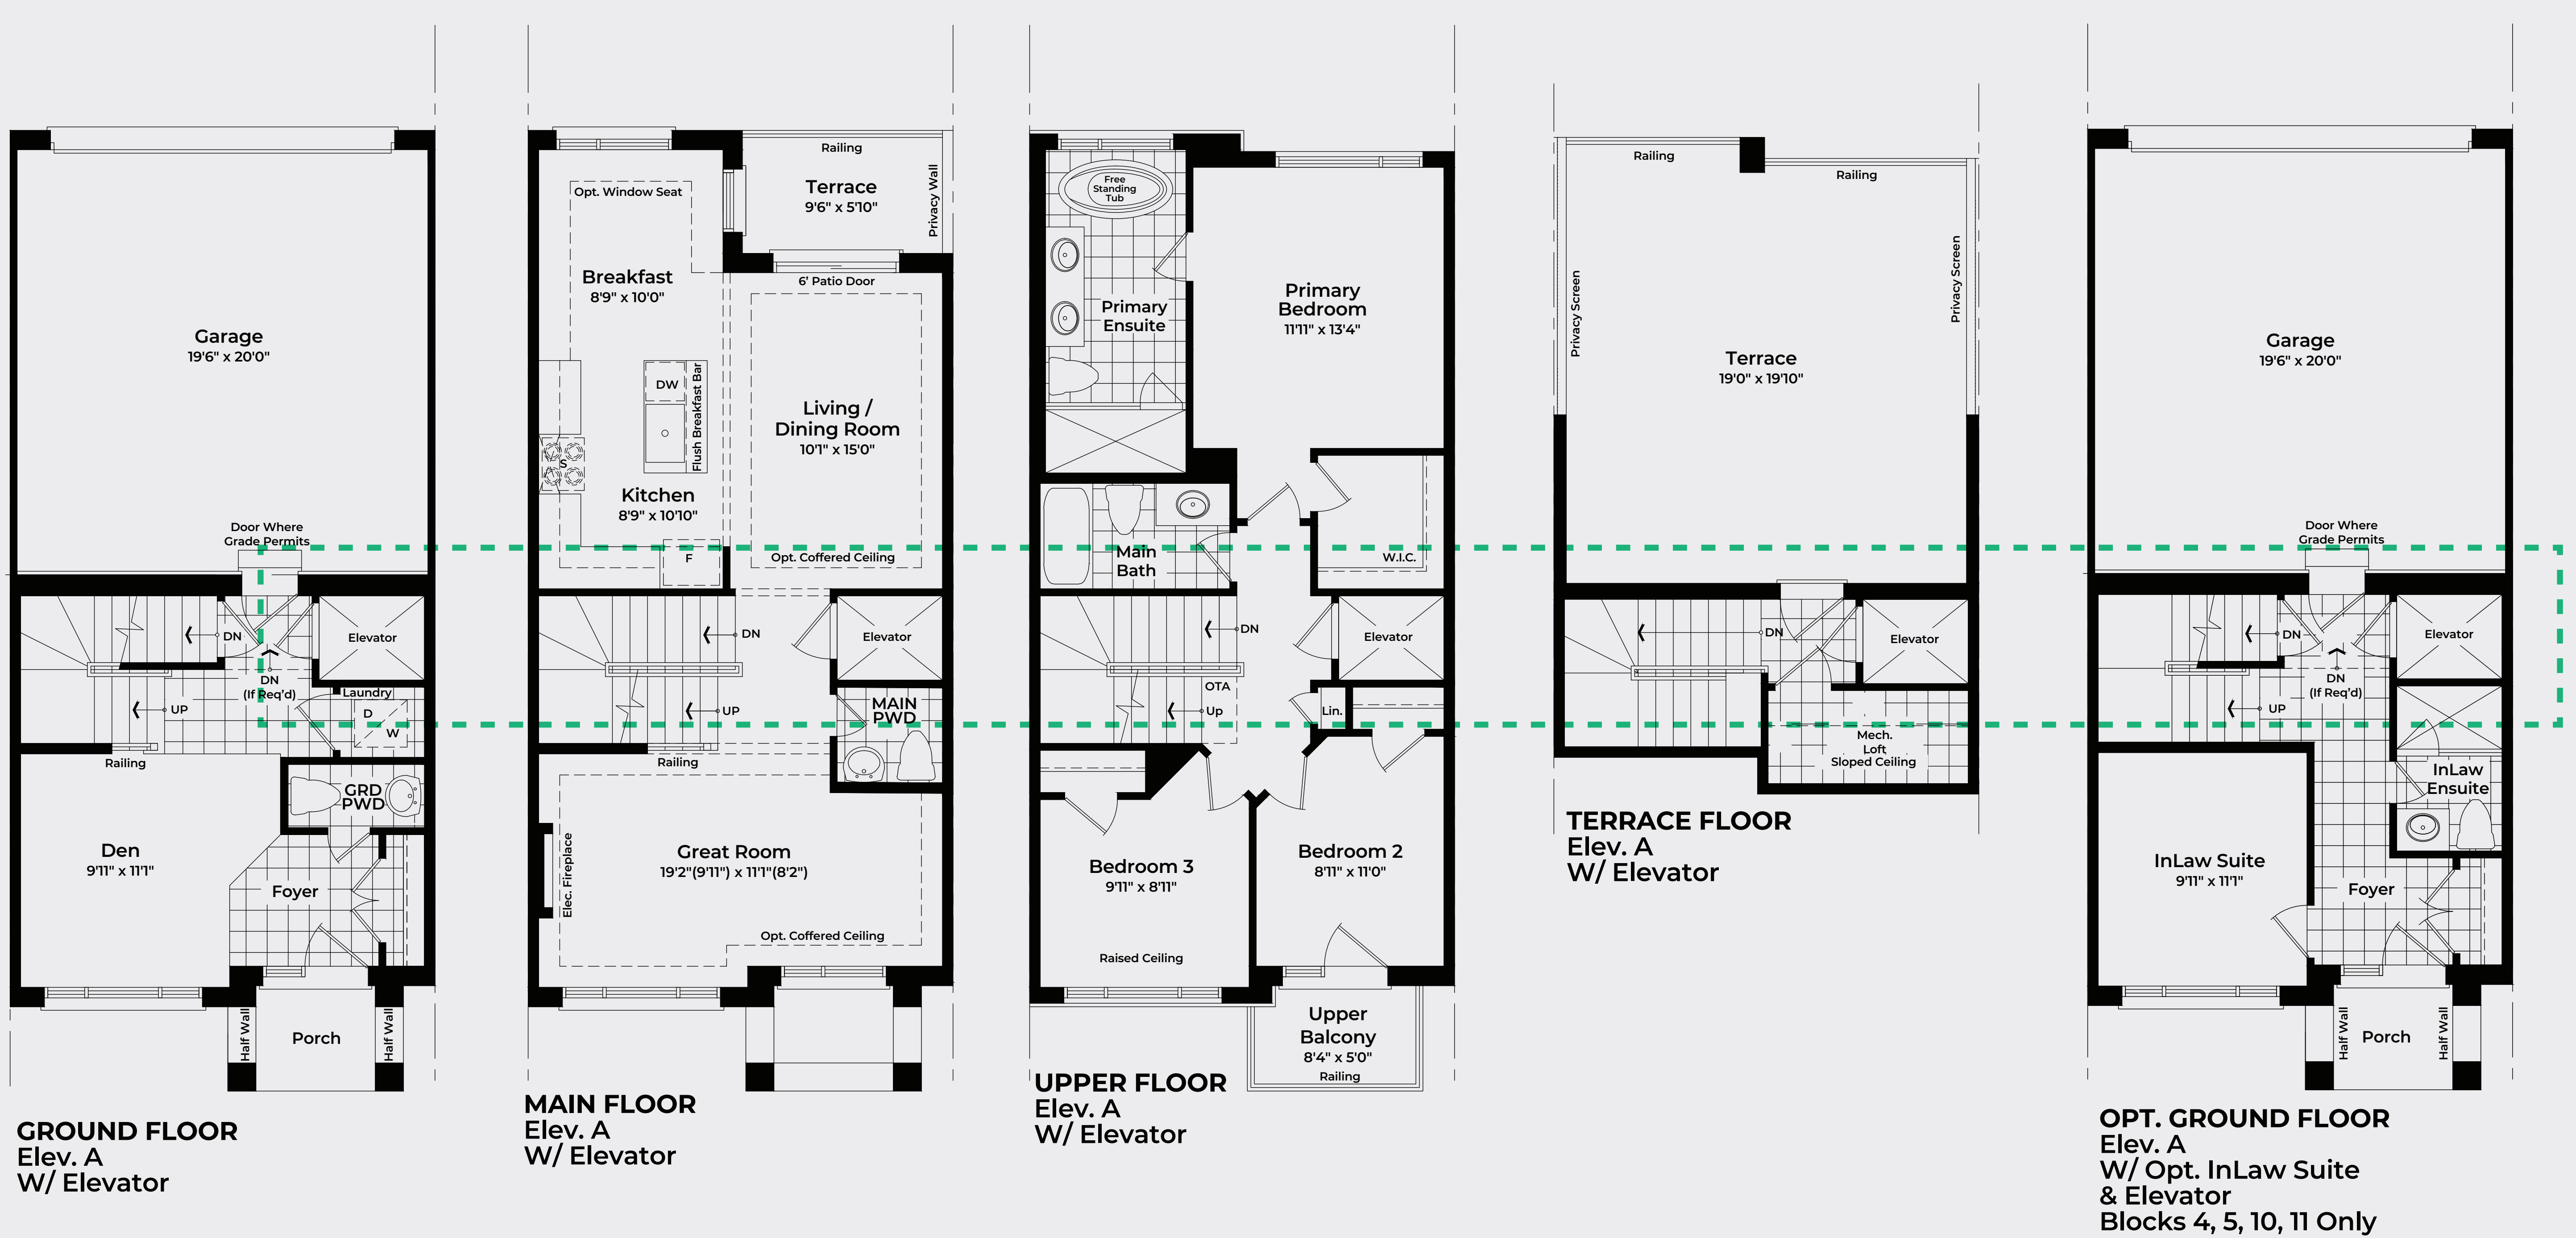 Garage
19'6" x 20'0"
Door Where
Grade Permits
DN
Elevator
DN
(If Req'd)
Laundry
D
W
UP
Railing
GRD
PWD
Den
9'11" x 11'1"
Foyer
Half Wall
Porch
Half Wall
GROUND FLOOR
Elev. A
W/ Elevator
Railing
Terrace
9'6" x 5'10"
Privacy Wall
Opt. Window Seat
Breakfast
8'9" x 10'0"
6' Patio Door
DW
Flush Breakfast Bar
Living /
Dining Room
10'1" x 15'0"
S
Kitchen
8'9" x 10'10"
F
Opt. Coffered Ceiling
DN
Elevator
UP
MAIN
PWD
Railing
Elec. Fireplace
Great Room
19'2"(9'11") x 11'1"(8'2")
Opt. Coffered Ceiling
MAIN FLOOR
Elev. A
W/ Elevator
Free
Standing
Tub
Primary
Ensuite
Primary
Bedroom
11'11" x 13'4"
Main
Bath
W.I.C.
DN
Elevator
OTA
Up
Lin.
Bedroom 3
9'11" x 8'11"
Raised Ceiling
Bedroom 2
8'11" x 11'0"
Upper
Balcony
8'4" x 5'0"
Railing
UPPER FLOOR
Elev. A
W/ Elevator
Railing
Railing
Privacy Screen
Privacy Screen
Terrace
19'0" x 19'10"
DN
Elevator
Mech.
Loft
Sloped Ceiling
TERRACE FLOOR
Elev. A
W/ Elevator
Garage
19'6" x 20'0"
Door Where
Grade Permits
DN
Elevator
DN
(If Req'd)
UP
InLaw
Ensuite
InLaw Suite
9'11" x 11'1"
Foyer
Half Wall
Porch
Half Wall
OPT. GROUND FLOOR
Elev. A
W/ Opt. InLaw Suite
& Elevator
Blocks 4, 5, 10, 11 Only